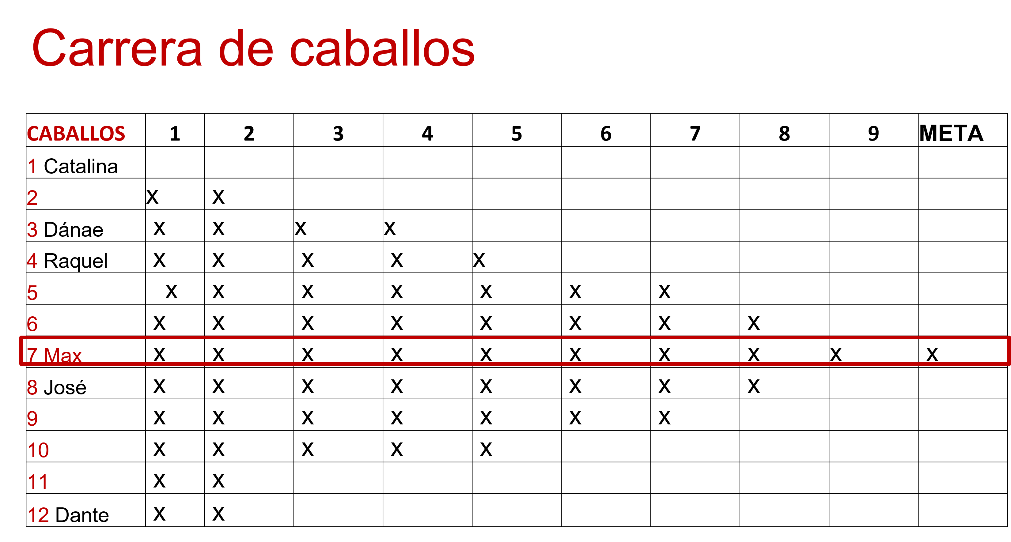 Carrera de caballos
CABALLOS 1 2 3 4 5 6 7 8 9 META
1 Catalina
2 X X
3 Dánae X X X X
4 Raquel X X X X X
5 X X X X X X X
6 X X X X X X X X
7 Max X X X X X X X X X X
8 José X X X X X X X X
9 X X X X X X X
10 X X X X X
11 X X
12 Dante X X